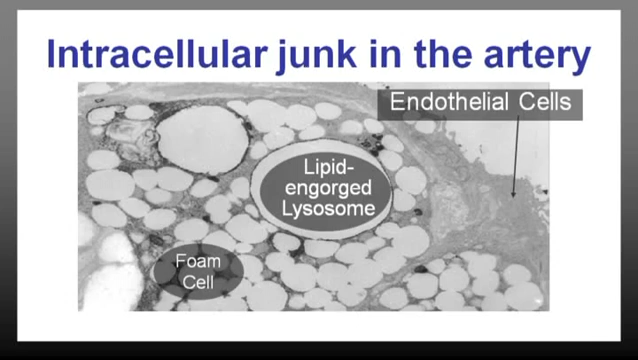 Intracellular junk in the artery
Endothelial Cells
Lipid-
engorged
Lysosome
Foam
Cell